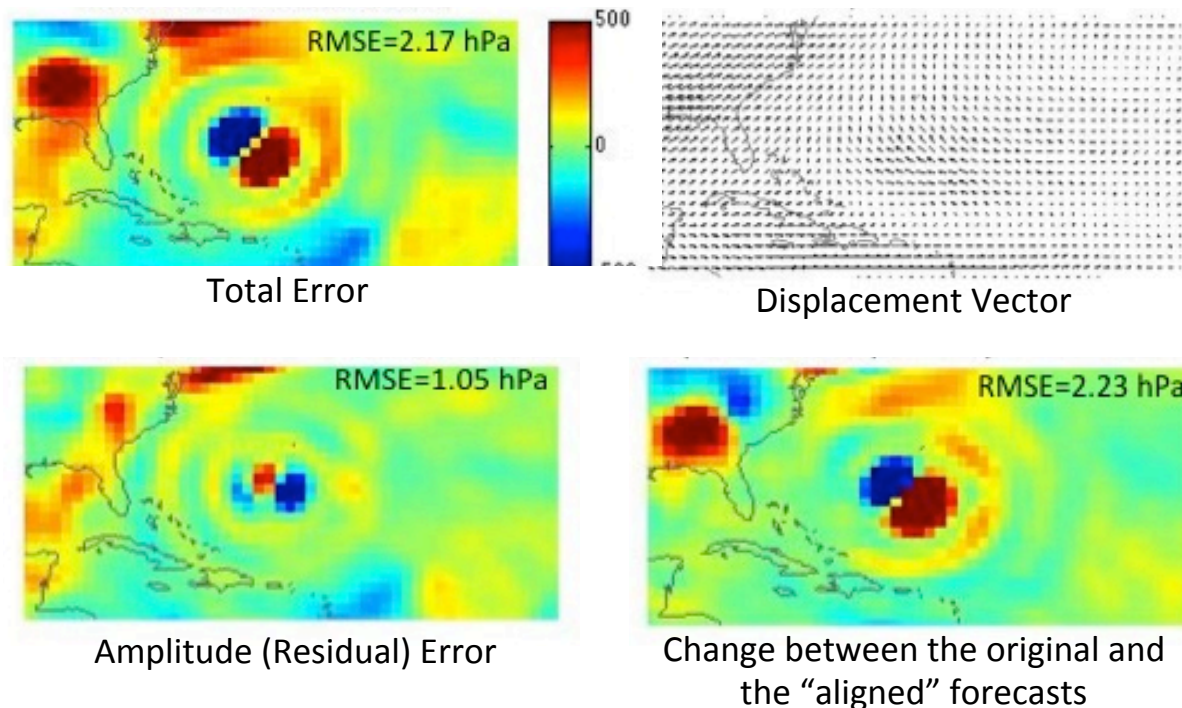 RMSE=2.17 hPa
500
0
Total Error
Displacement Vector
RMSE=1.05 hPa
RMSE=2.23 hPa
Amplitude (Residual) Error
Change between the original and
the “aligned” forecasts